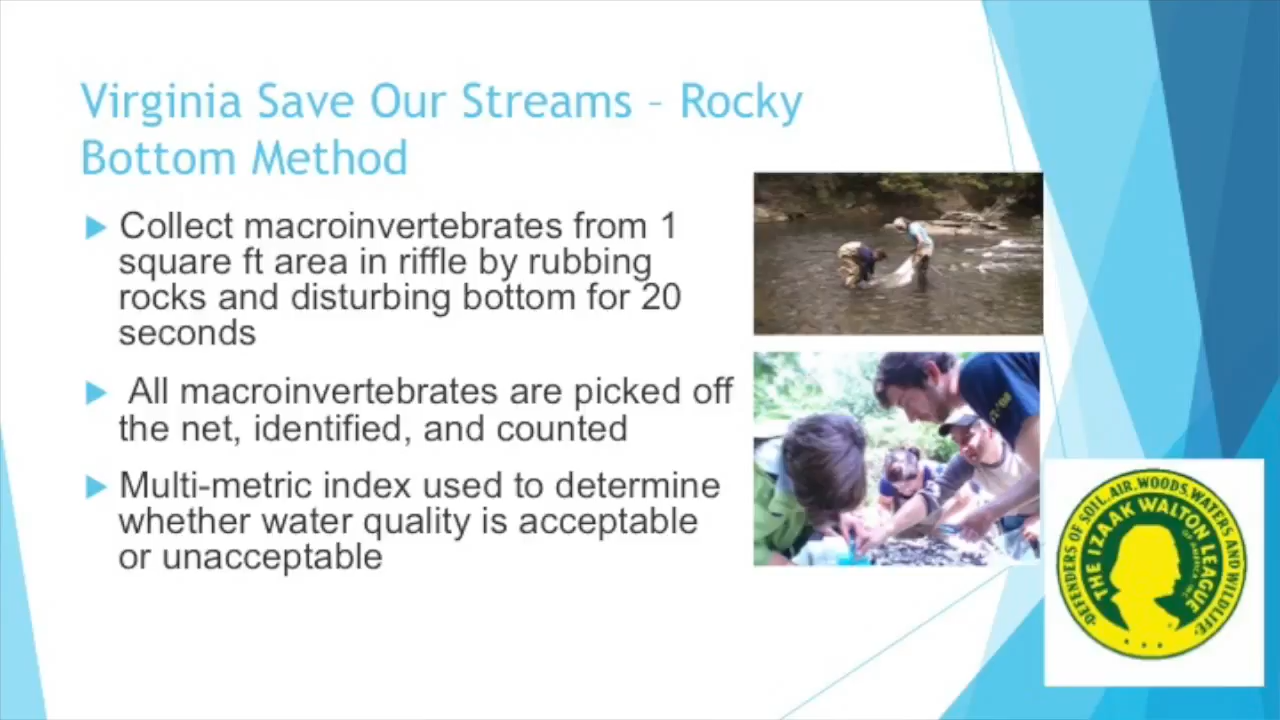 Virginia Save Our Streams – Rocky
Bottom Method
Collect macroinvertebrates from 1
square ft area in riffle by rubbing
rocks and disturbing bottom for 20
seconds
All macroinvertebrates are picked off
the net, identified, and counted
Multi-metric index used to determine
whether water quality is acceptable
or unacceptable
DEFENDERS OF SOIL, AIR, WOODS, WATERS AND WILDLIFE
THE IZAAK WALTON LEAGUE
OF AMERICA INC.